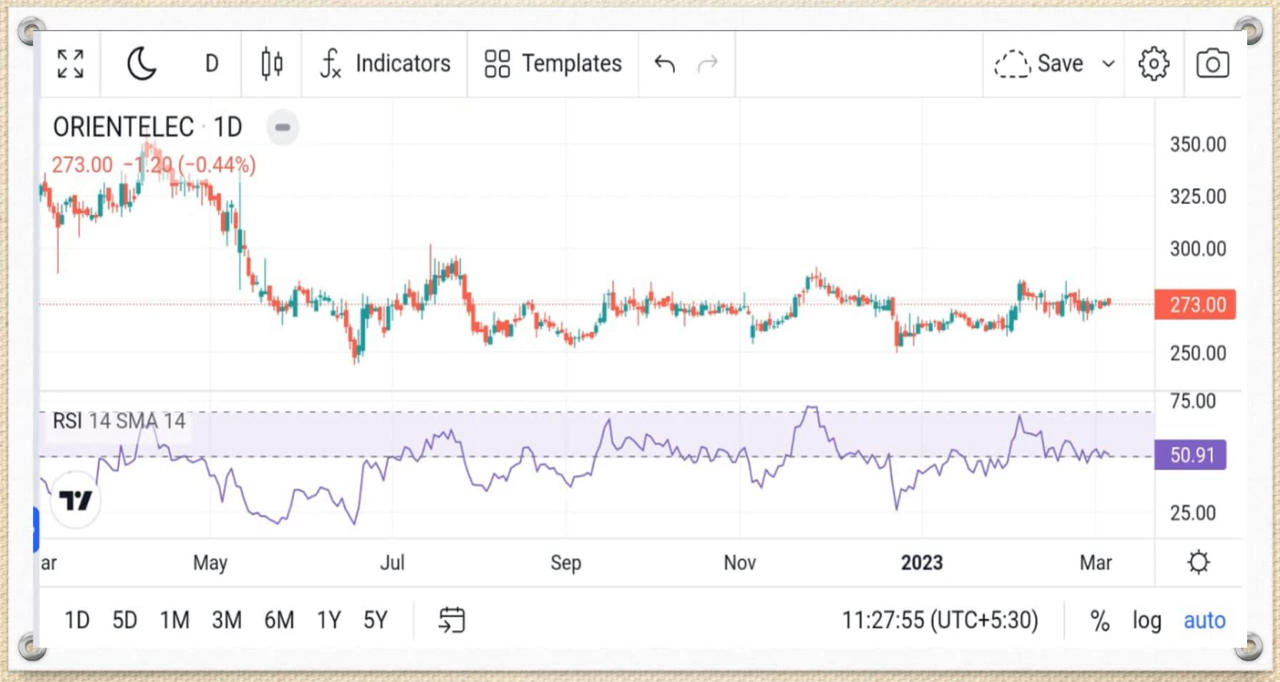 D Indicators Templates Save
ORIENTELEC · 1D
273.00 −1.20 (−0.44%)
350.00
325.00
300.00
273.00
250.00
RSI 14 SMA 14
75.00
50.91
25.00
ar May Jul Sep Nov 2023 Mar
1D 5D 1M 3M 6M 1Y 5Y 11:27:55 (UTC+5:30) % log auto